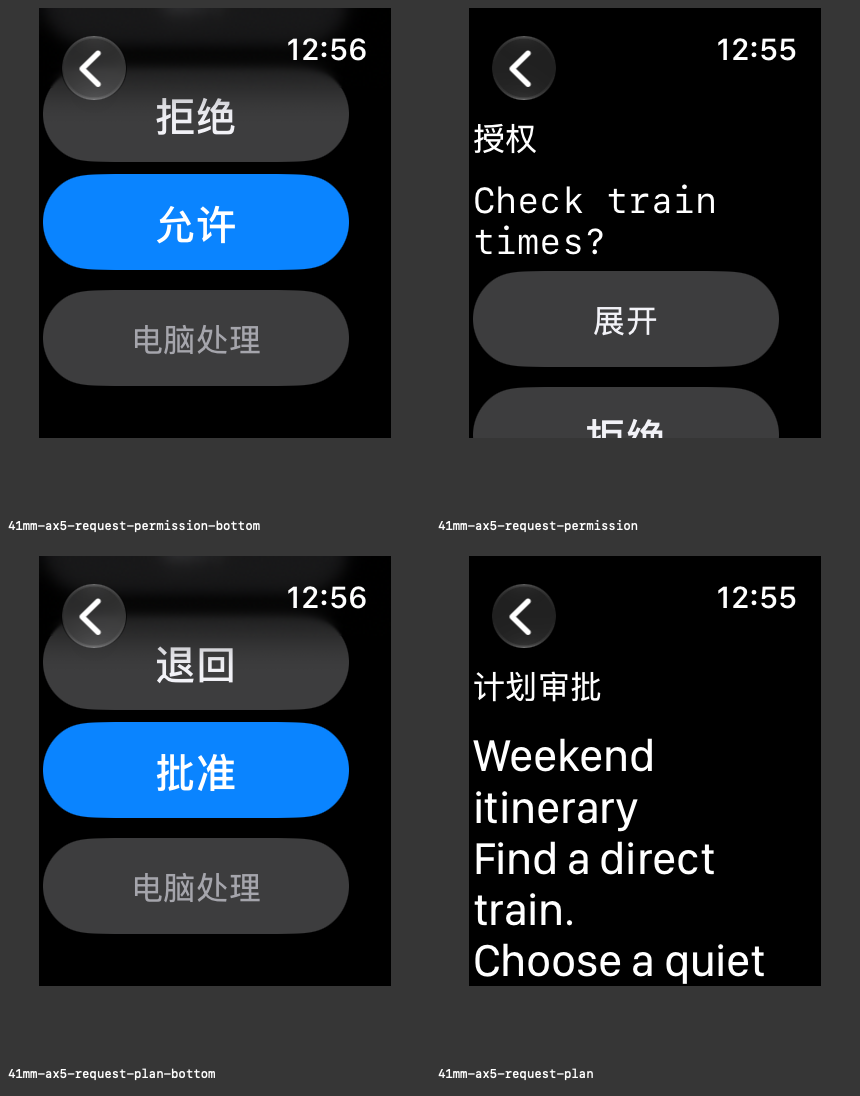 12:56
拒绝
允许
电脑处理
41mm-ax5-request-permission-bottom
12:55
授权
Check train
times?
展开
拒绝
41mm-ax5-request-permission
12:56
退回
批准
电脑处理
41mm-ax5-request-plan-bottom
12:55
计划审批
Weekend
itinerary
Find a direct
train.
Choose a quiet
41mm-ax5-request-plan